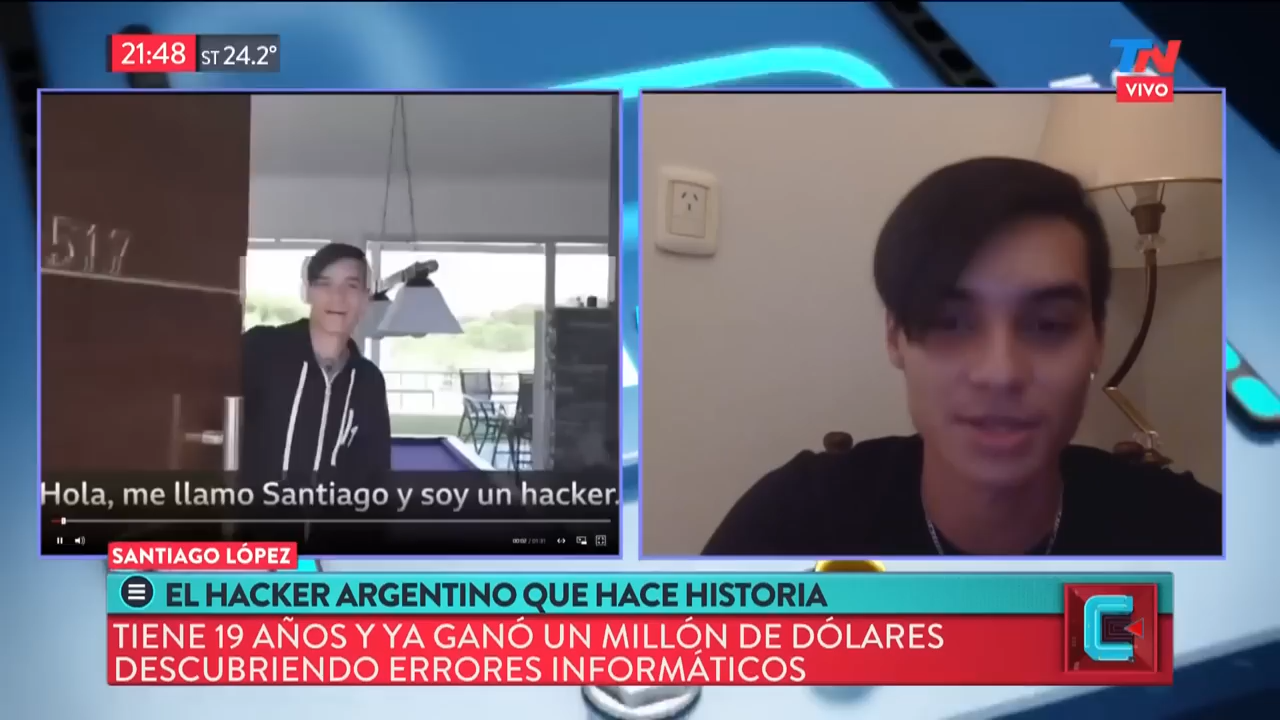 21:48 ST 24.2°
TN
VIVO
517
Hola, me llamo Santiago y soy un hacker.
SANTIAGO LÓPEZ
EL HACKER ARGENTINO QUE HACE HISTORIA
TIENE 19 AÑOS Y YA GANÓ UN MILLÓN DE DÓLARES
DESCUBRIENDO ERRORES INFORMÁTICOS